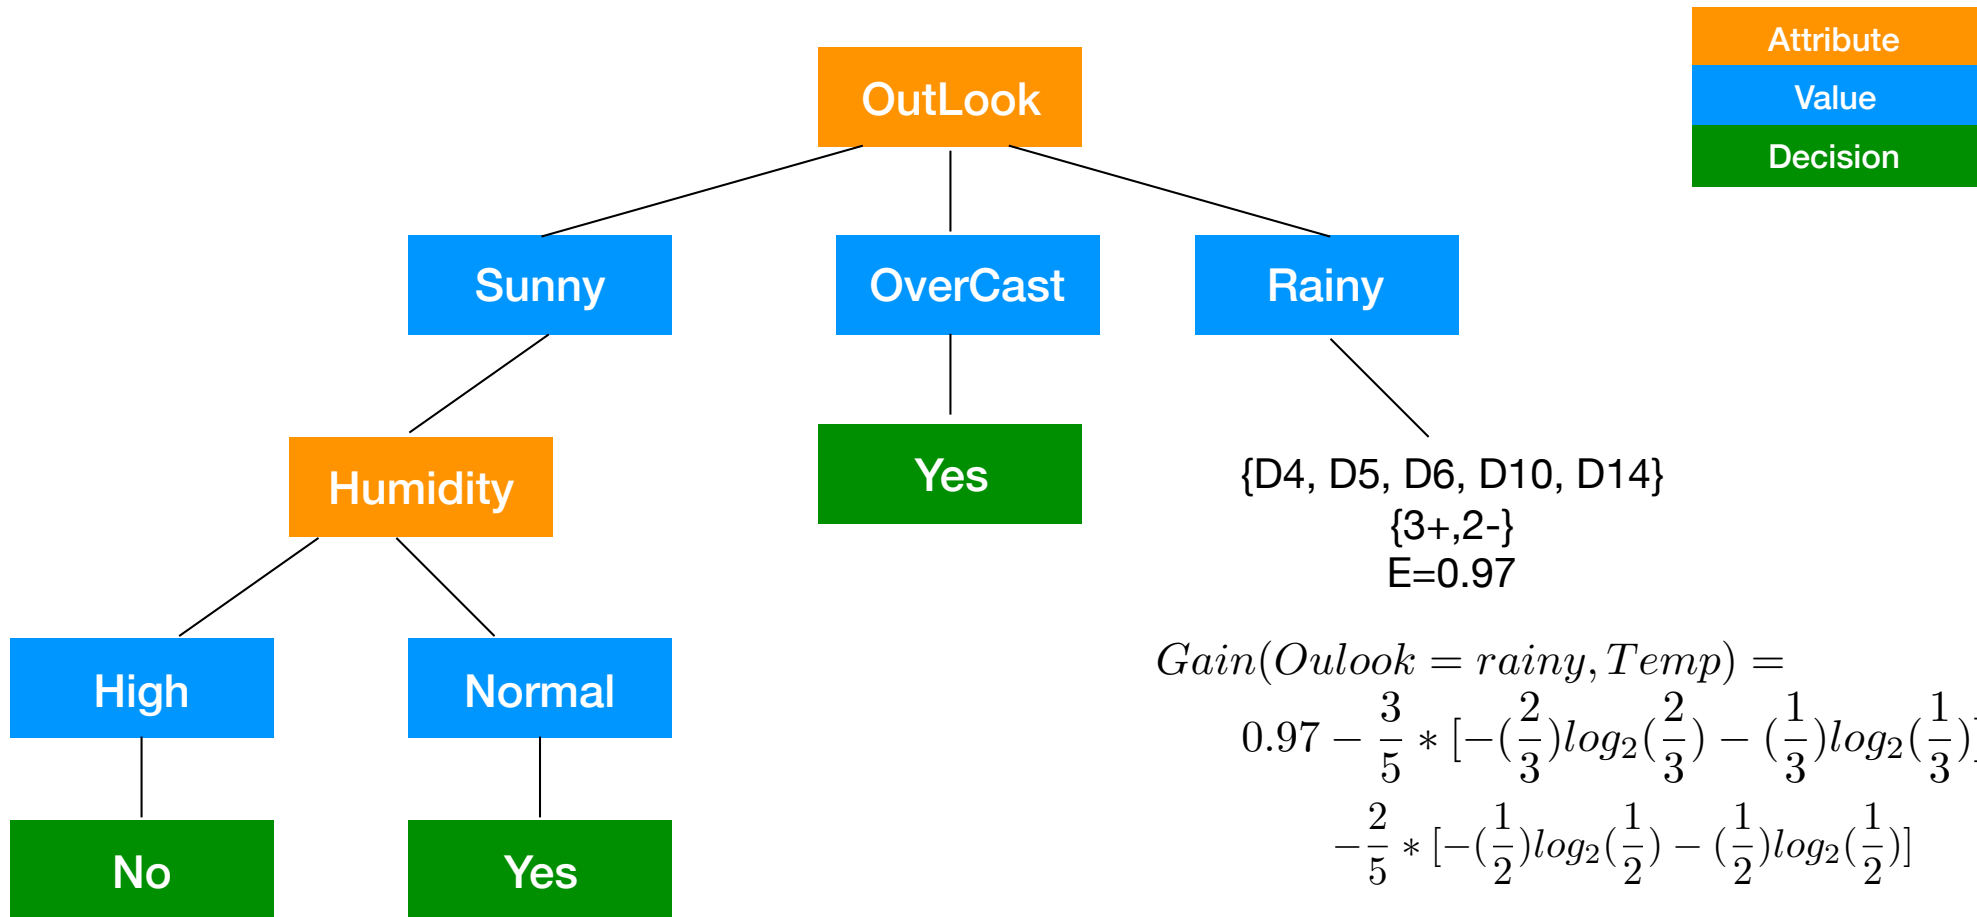 Attribute
Value
Decision
OutLook
Sunny
OverCast
Rainy
Humidity
Yes
{D4, D5, D6, D10, D14}
{3+,2-}
E=0.97
High
Normal
No
Yes
Gain(Oulook = rainy, Temp) =
0.97 − 3/5 * [−(2/3)log₂(2/3) − (1/3)log₂(1/3)]
−2/5 * [−(1/2)log₂(1/2) − (1/2)log₂(1/2)]